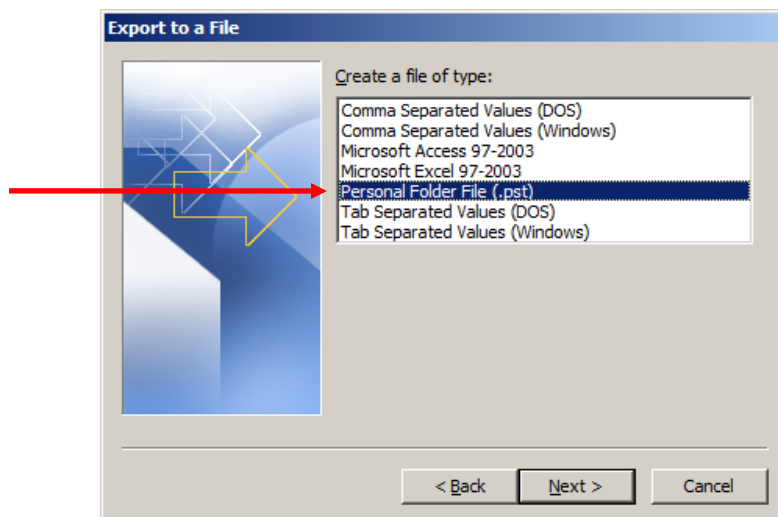 Export to a File
Create a file of type:
Comma Separated Values (DOS)
Comma Separated Values (Windows)
Microsoft Access 97-2003
Microsoft Excel 97-2003
Personal Folder File (.pst)
Tab Separated Values (DOS)
Tab Separated Values (Windows)
< Back Next > Cancel